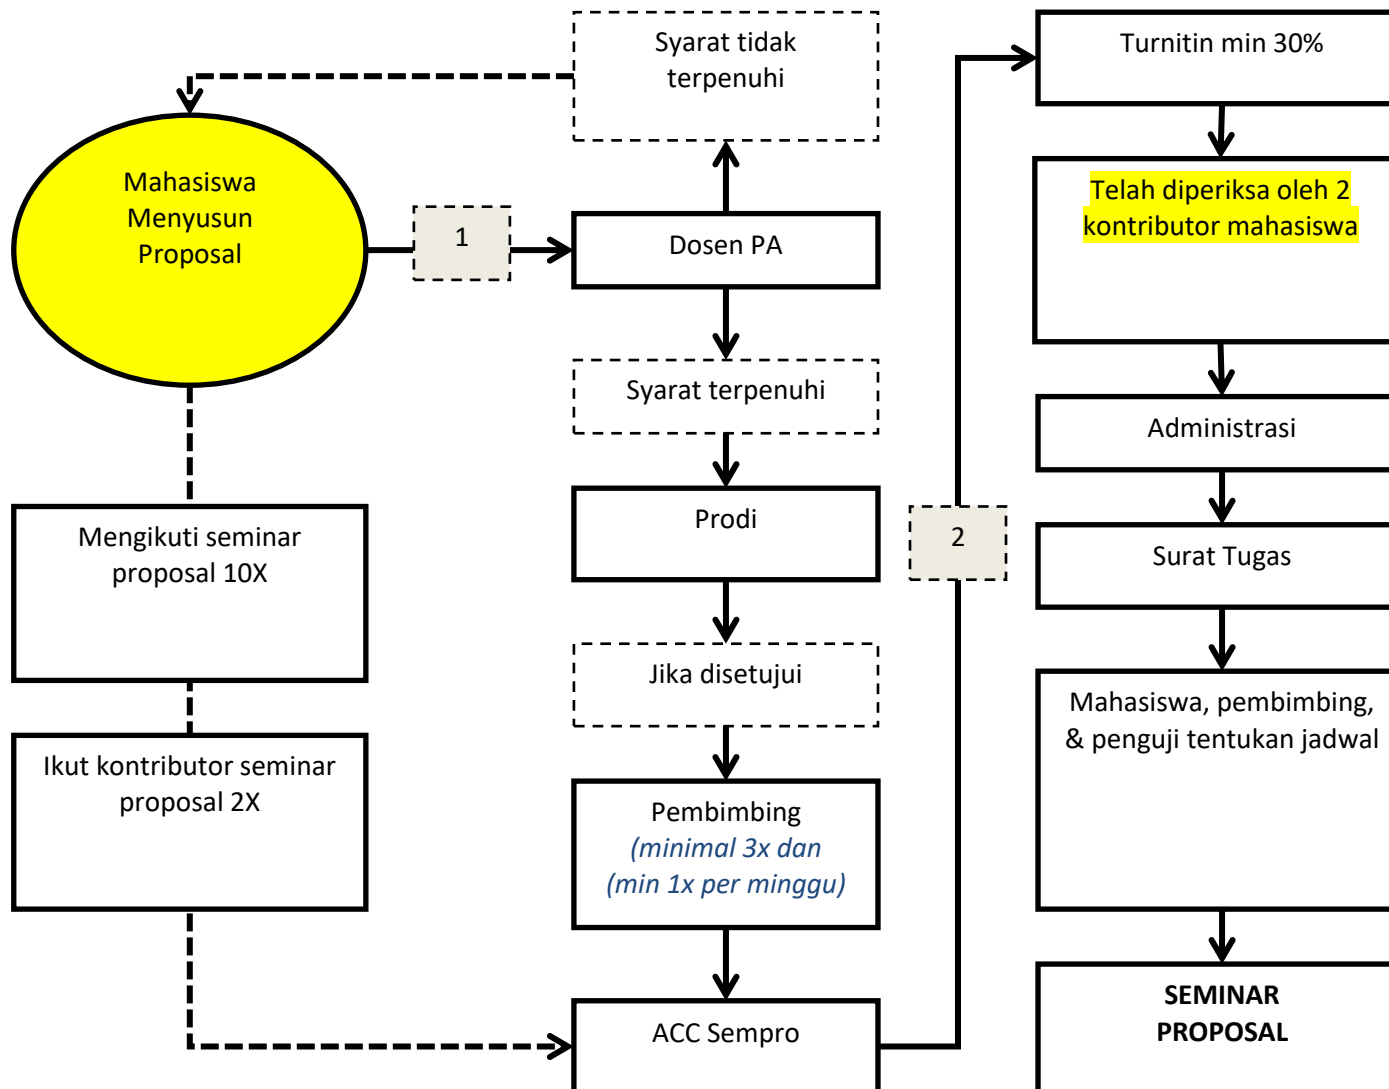 Syarat tidak
terpenuhi
Mahasiswa
Menyusun
Proposal
1
Dosen PA
Syarat terpenuhi
Prodi
Jika disetujui
Mengikuti seminar
proposal 10X
Ikut kontributor seminar
proposal 2X
Pembimbing
(minimal 3x dan
(min 1x per minggu)
ACC Sempro
2
Turnitin min 30%
Telah diperiksa oleh 2
kontributor mahasiswa
Administrasi
Surat Tugas
Mahasiswa, pembimbing,
& penguji tentukan jadwal
SEMINAR
PROPOSAL